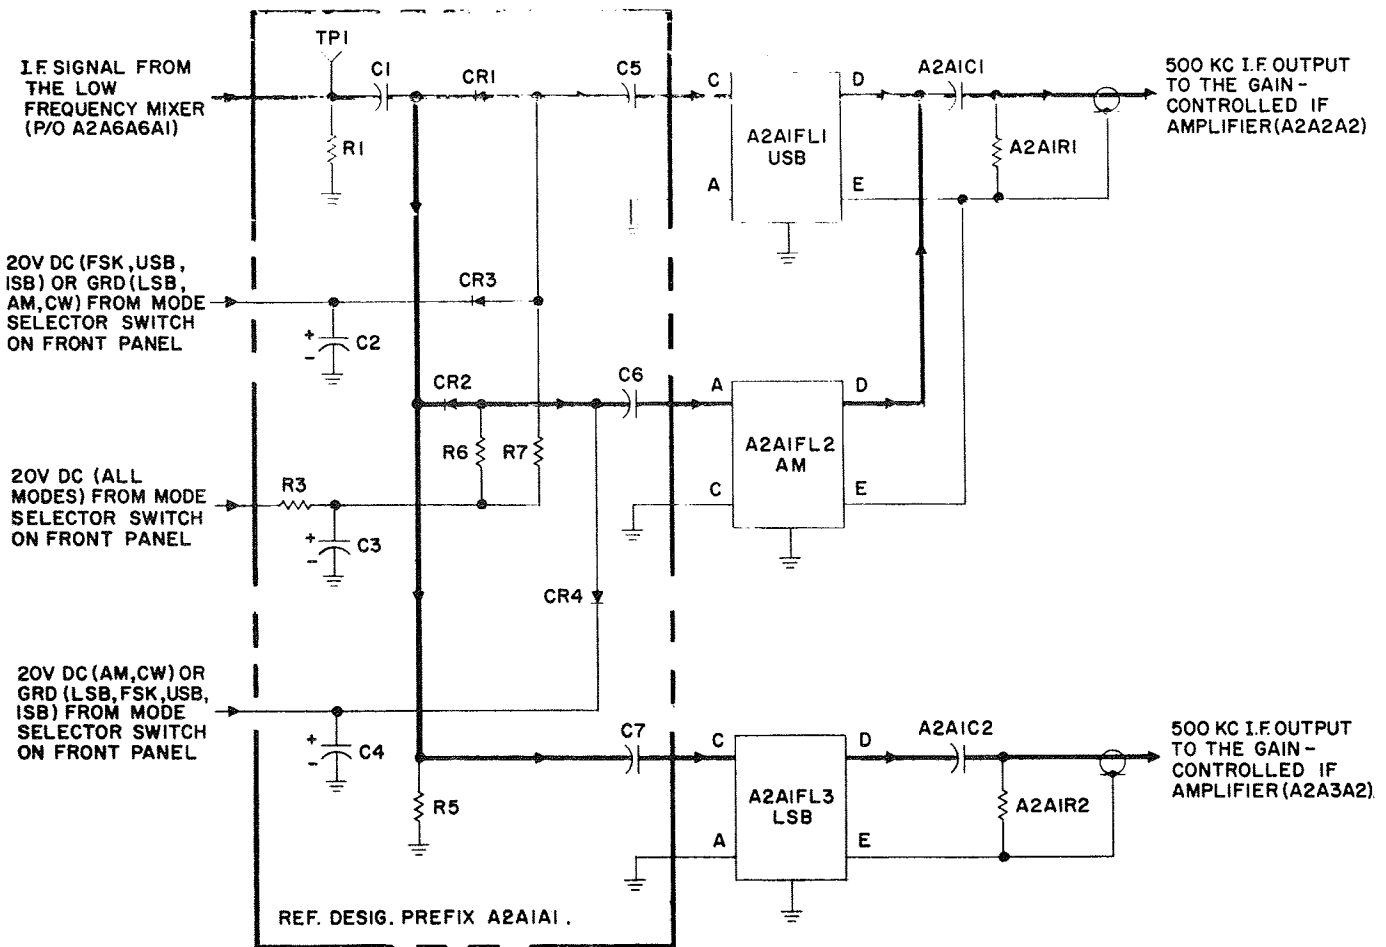 TP1
I.F. SIGNAL FROM
THE LOW
FREQUENCY MIXER
(P/O A2A6A6A1)
C1
CR1
C5
C
D
A2A1C1
500 KC I.F. OUTPUT
TO THE GAIN-
CONTROLLED IF
AMPLIFIER (A2A2A2)
R1
A2A1FL1
USB
A2A1R1
A
E
20V DC (FSK, USB,
ISB) OR GRD (LSB,
AM, CW) FROM MODE
SELECTOR SWITCH
ON FRONT PANEL
CR3
+
-
C2
CR2
C6
A
D
R6
R7
A2A1FL2
AM
20V DC (ALL
MODES) FROM MODE
SELECTOR SWITCH
ON FRONT PANEL
R3
C
E
+
-
C3
CR4
20V DC (AM, CW) OR
GRD (LSB, FSK, USB,
ISB) FROM MODE
SELECTOR SWITCH
ON FRONT PANEL
+
-
C4
C7
C
D
A2A1C2
500 KC I.F. OUTPUT
TO THE GAIN-
CONTROLLED IF
AMPLIFIER (A2A3A2)
R5
A2A1FL3
LSB
A2A1R2
A
E
REF. DESIG. PREFIX A2A1A1.